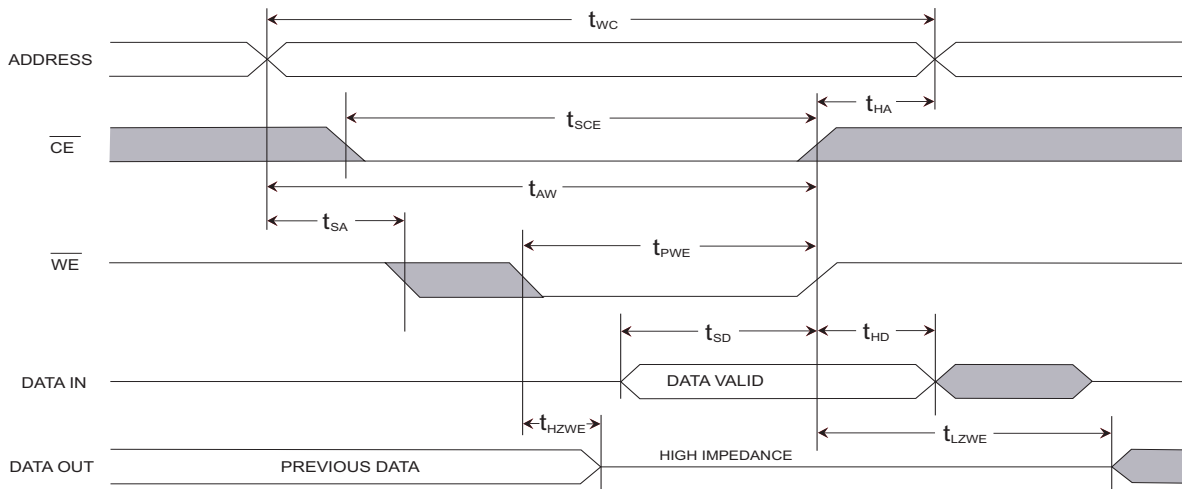 tWC
ADDRESS
tHA
CE
tSCE
tAW
tSA
WE
tPWE
tSD
tHD
DATA IN
DATA VALID
tHZWE
tLZWE
DATA OUT
PREVIOUS DATA
HIGH IMPEDANCE